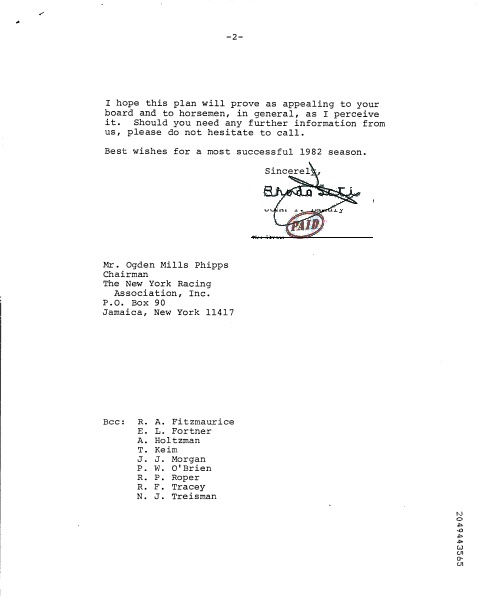 -2-
I hope this plan will prove as appealing to your
board and to horsemen, in general, as I perceive
it. Should you need any further information from
us, please do not hesitate to call.
Best wishes for a most successful 1982 season.
Sincerely,
PAID
Mr. Ogden Mills Phipps
Chairman
The New York Racing
Association, Inc.
P.O. Box 90
Jamaica, New York 11417
Bcc: R. A. Fitzmaurice
E. L. Fortner
A. Holtzman
T. Keim
J. J. Morgan
P. W. O'Brien
R. P. Roper
R. F. Tracey
N. J. Treisman
2049443565